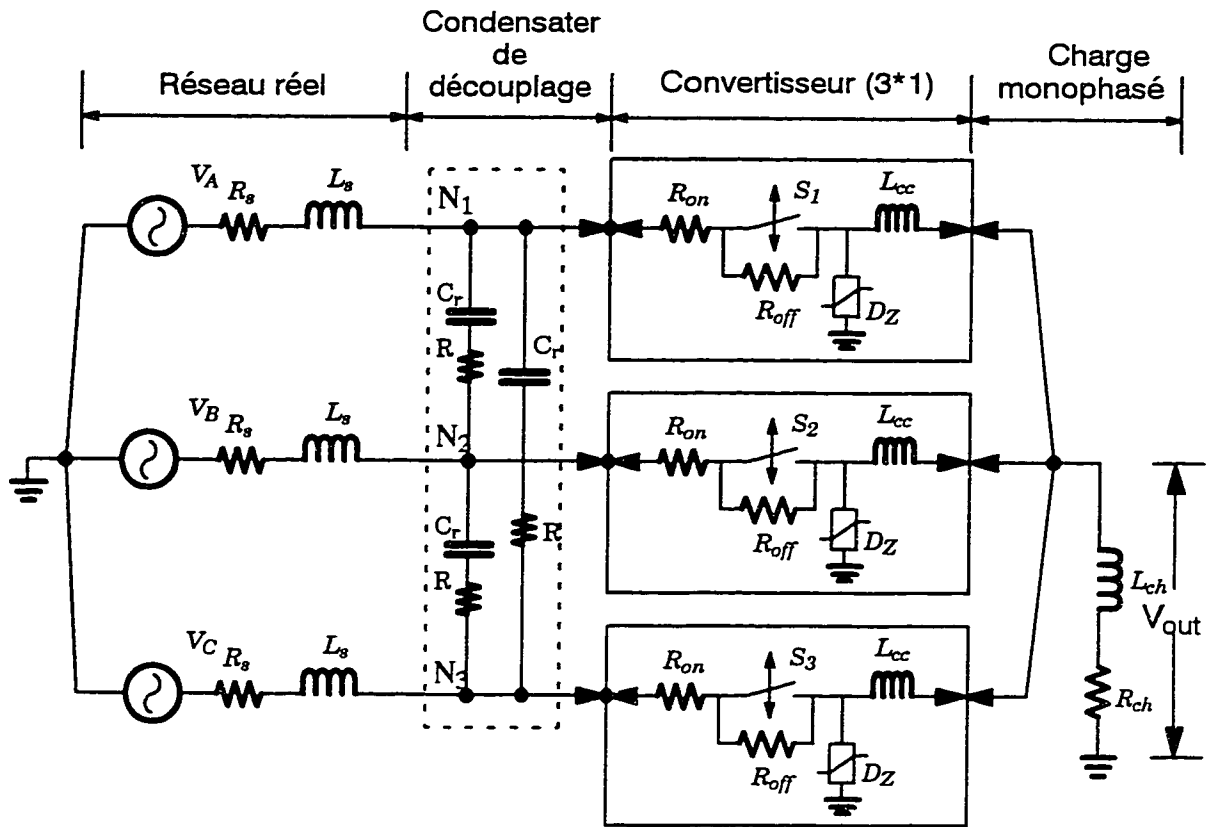 Condensater
de
découplage
Réseau réel
Convertisseur (3*1)
Charge
monophasé
V_A
R_s
L_s
N_1
R_on
S_1
L_cc
C_r
R
C_r
R_off
D_Z
V_B
R_s
L_s
N_2
R_on
S_2
L_cc
C_r
R
R
R_off
D_Z
L_ch
V_out
V_C
R_s
L_s
N_3
R_on
S_3
L_cc
R_ch
R_off
D_Z